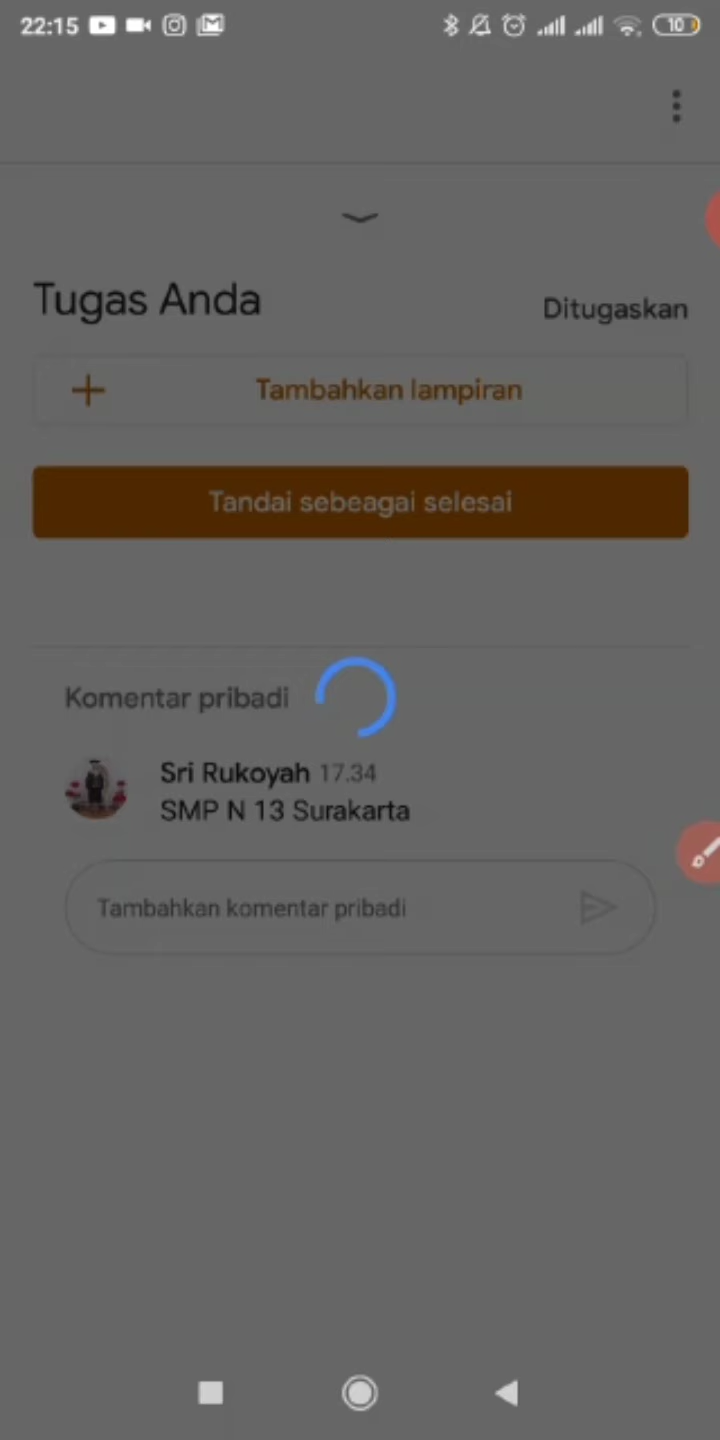 22:15
10
Tugas Anda
Ditugaskan
Tambahkan lampiran
Tandai sebeagai selesai
Komentar pribadi
Sri Rukoyah 17.34
SMP N 13 Surakarta
Tambahkan komentar pribadi